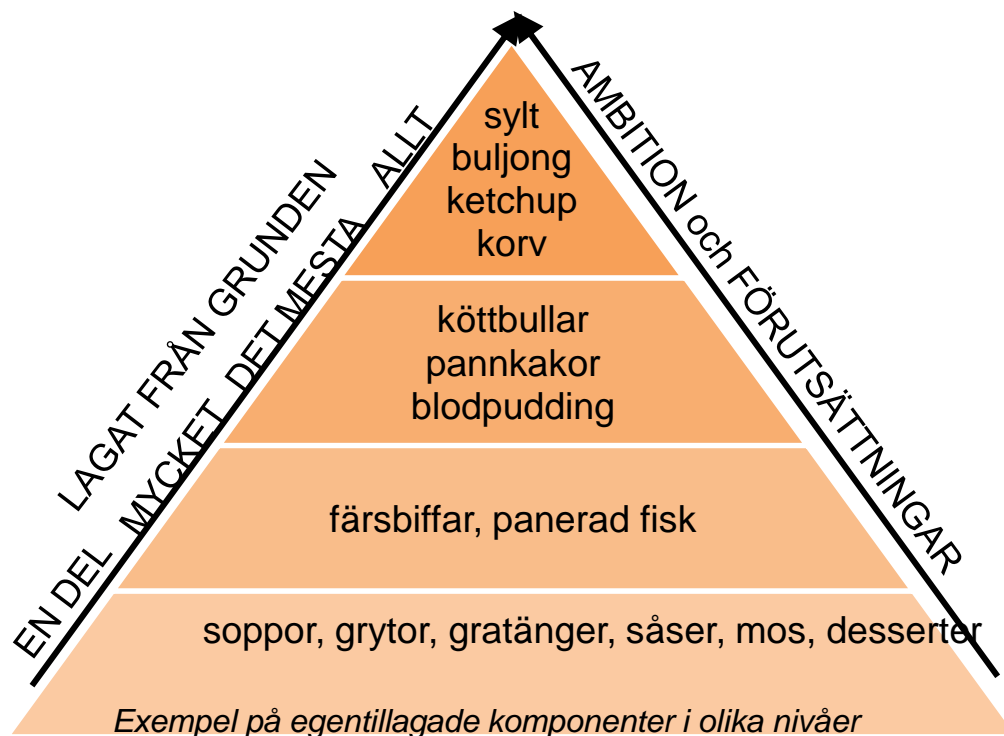 LAGAT FRÅN GRUNDEN
EN DEL MYCKET DET MESTA ALLT
AMBITION och FÖRUTSÄTTNINGAR
sylt
buljong
ketchup
korv
köttbullar
pannkakor
blodpudding
färsbiffar, panerad fisk
soppor, grytor, gratänger, såser, mos, desserter
Exempel på egentillagade komponenter i olika nivåer